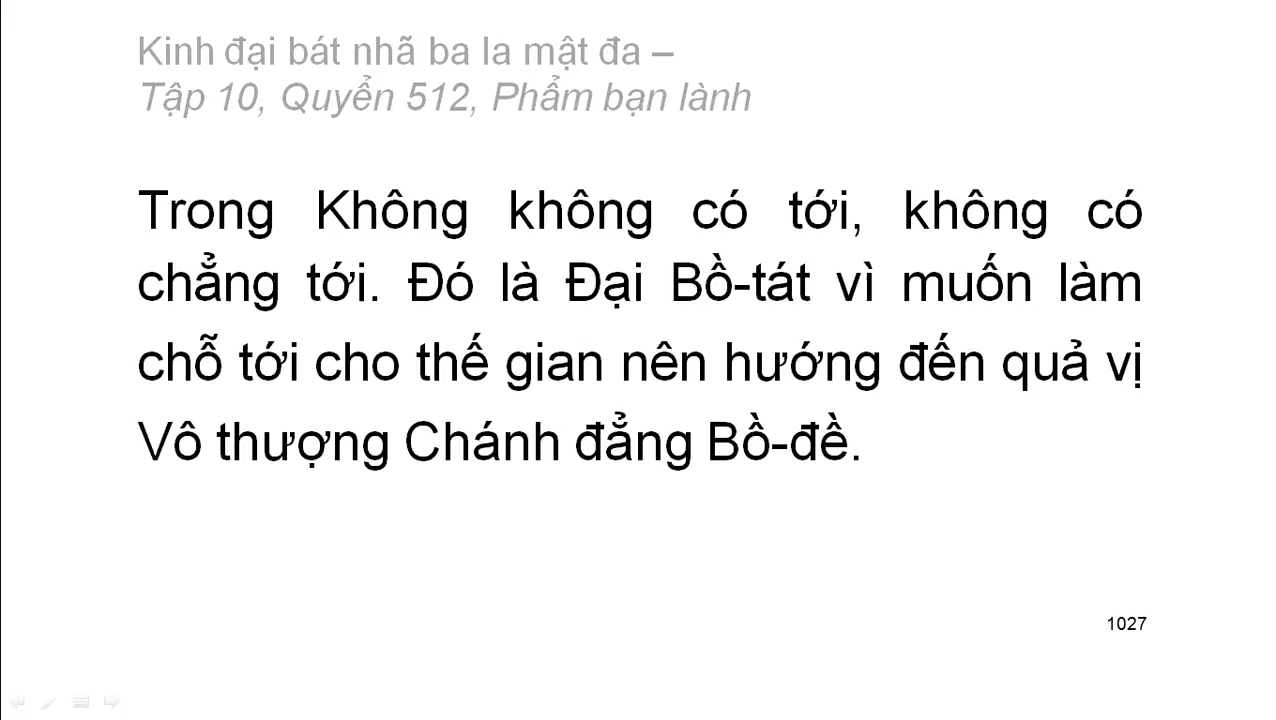 Kinh đại bát nhã ba la mật đa –
Tập 10, Quyển 512, Phẩm bạn lành
Trong Không không có tới, không có
chẳng tới. Đó là Đại Bồ-tát vì muốn làm
chỗ tới cho thế gian nên hướng đến quả vị
Vô thượng Chánh đẳng Bồ-đề.
1027